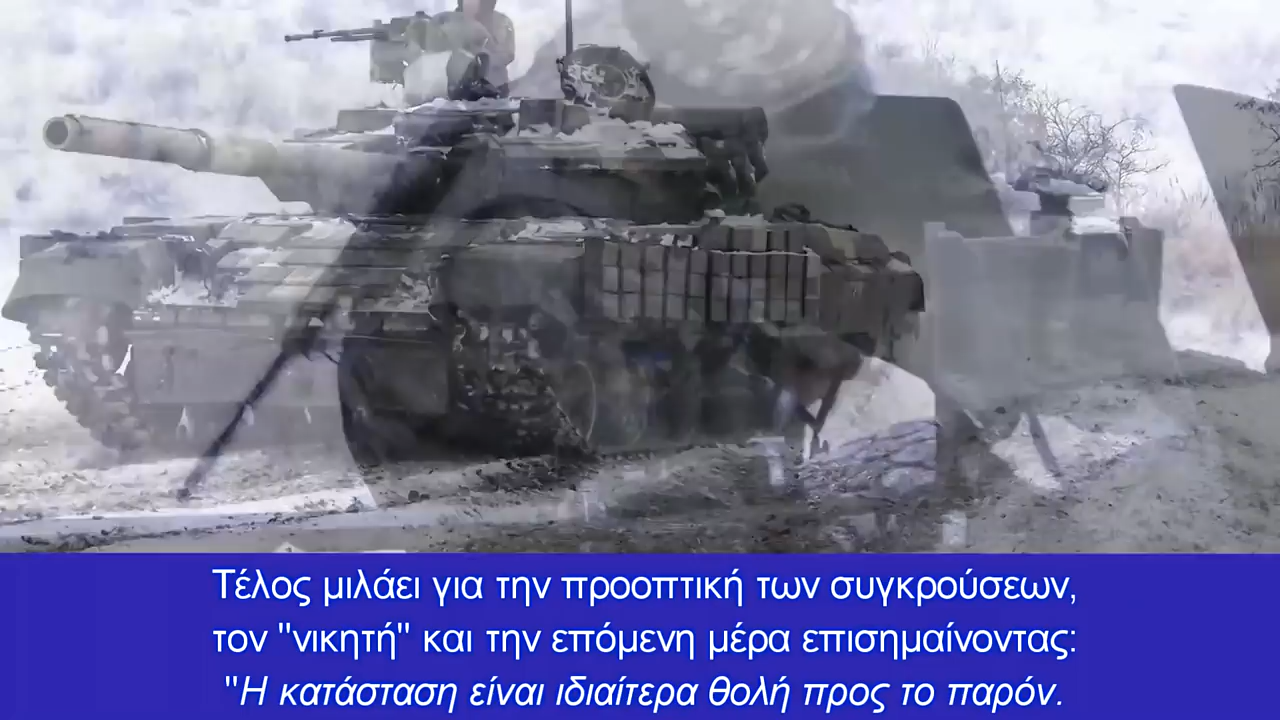 Τέλος μιλάει για την προοπτική των συγκρούσεων,
τον "νικητή" και την επόμενη μέρα επισημαίνοντας:
"Η κατάσταση είναι ιδιαίτερα θολή προς το παρόν.